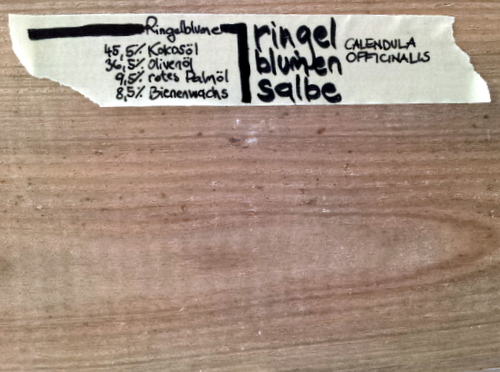 Ringelblume
45,5% Kokosöl
36,5% Olivenöl
9,5% rotes Palmöl
8,5% Bienenwachs
ringel
blumen
salbe
CALENDULA
OFFICINALIS